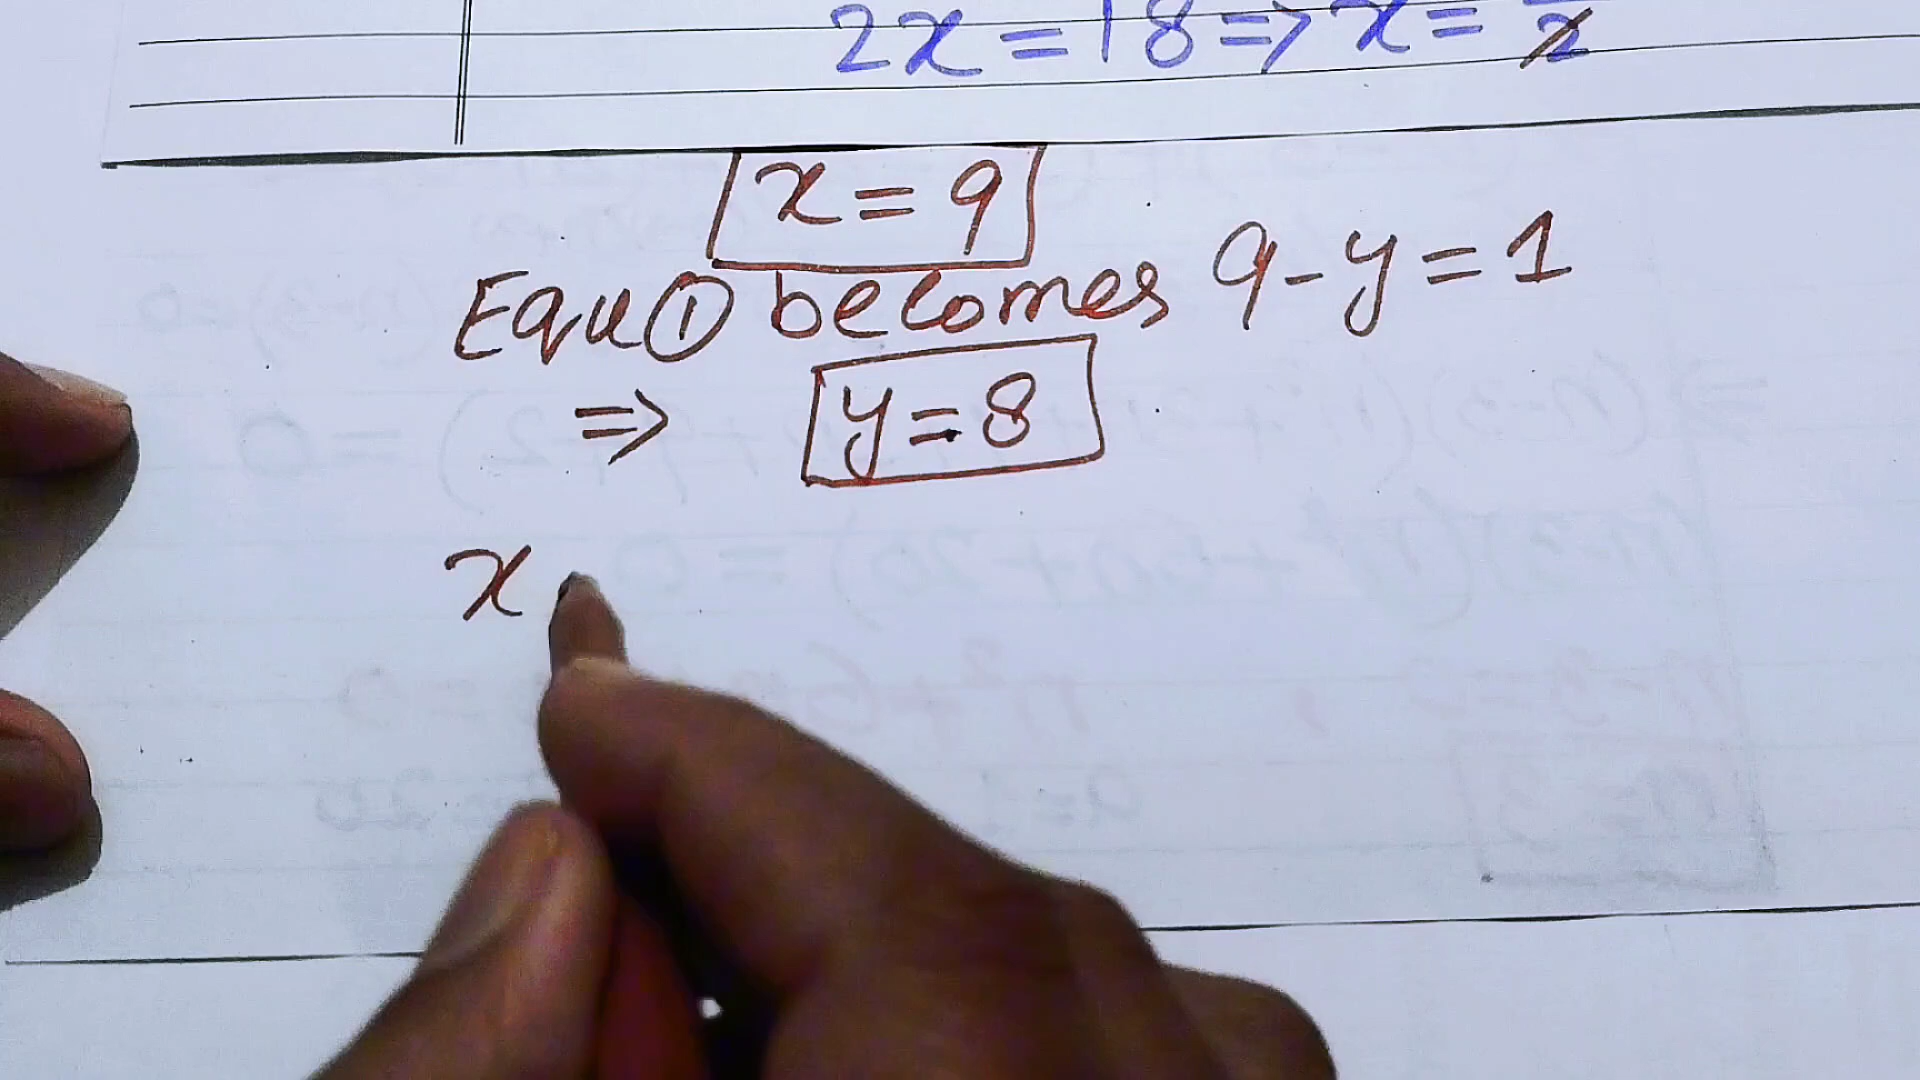 2x = 18 => x =
x = 9
Equ ① becomes 9 - y = 1
=> y = 8
x